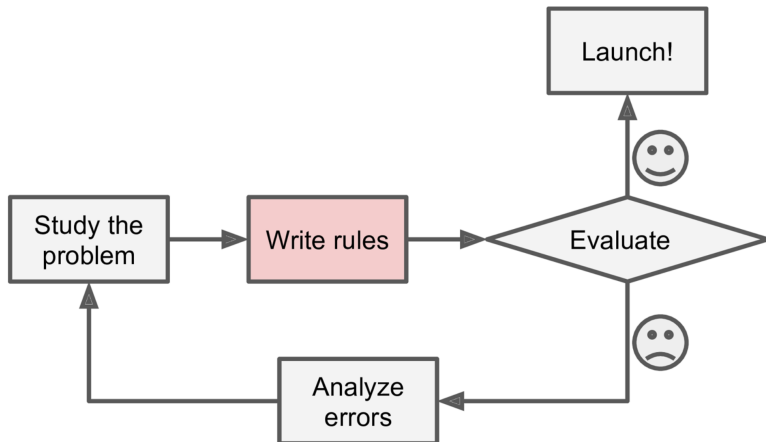 Launch!
Study the
problem
Write rules
Evaluate
Analyze
errors